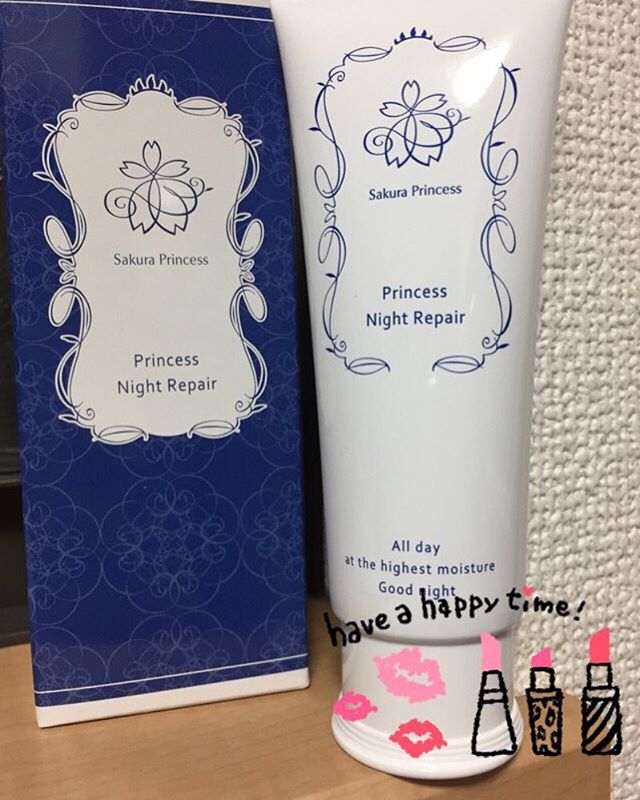 Sakura Princess
Princess
Night Repair
Sakura Princess
Princess
Night Repair
All day
at the highest moisture
Good night
have a happy time!